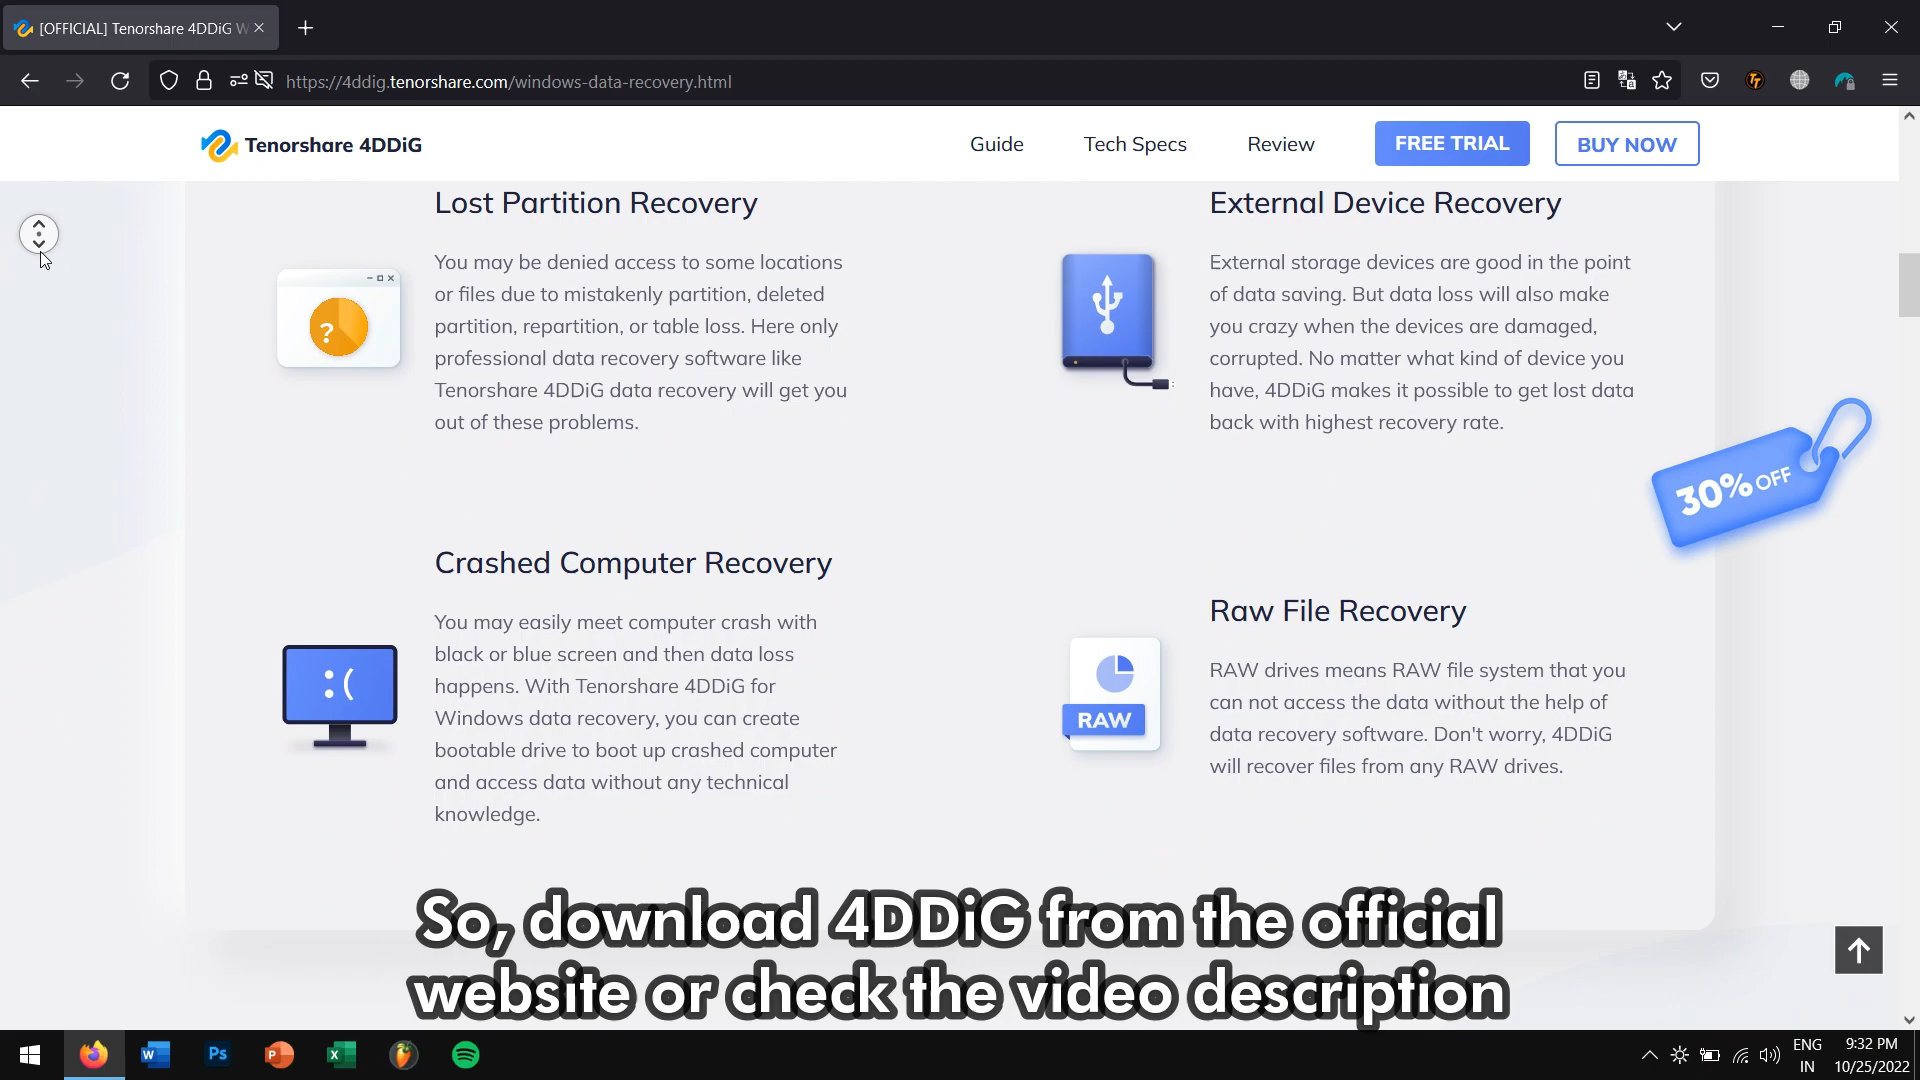 [OFFICIAL] Tenorshare 4DDiG W
https://4ddig.tenorshare.com/windows-data-recovery.html
Tenorshare 4DDiG
Guide
Tech Specs
Review
FREE TRIAL
BUY NOW
Lost Partition Recovery
You may be denied access to some locations
or files due to mistakenly partition, deleted
partition, repartition, or table loss. Here only
professional data recovery software like
Tenorshare 4DDiG data recovery will get you
out of these problems.
External Device Recovery
External storage devices are good in the point
of data saving. But data loss will also make
you crazy when the devices are damaged,
corrupted. No matter what kind of device you
have, 4DDiG makes it possible to get lost data
back with highest recovery rate.
30% OFF
Crashed Computer Recovery
You may easily meet computer crash with
black or blue screen and then data loss
happens. With Tenorshare 4DDiG for
Windows data recovery, you can create
bootable drive to boot up crashed computer
and access data without any technical
knowledge.
Raw File Recovery
RAW
RAW drives means RAW file system that you
can not access the data without the help of
data recovery software. Don't worry, 4DDiG
will recover files from any RAW drives.
So, download 4DDiG from the official
website or check the video description
ENG
IN
9:32 PM
10/25/2022